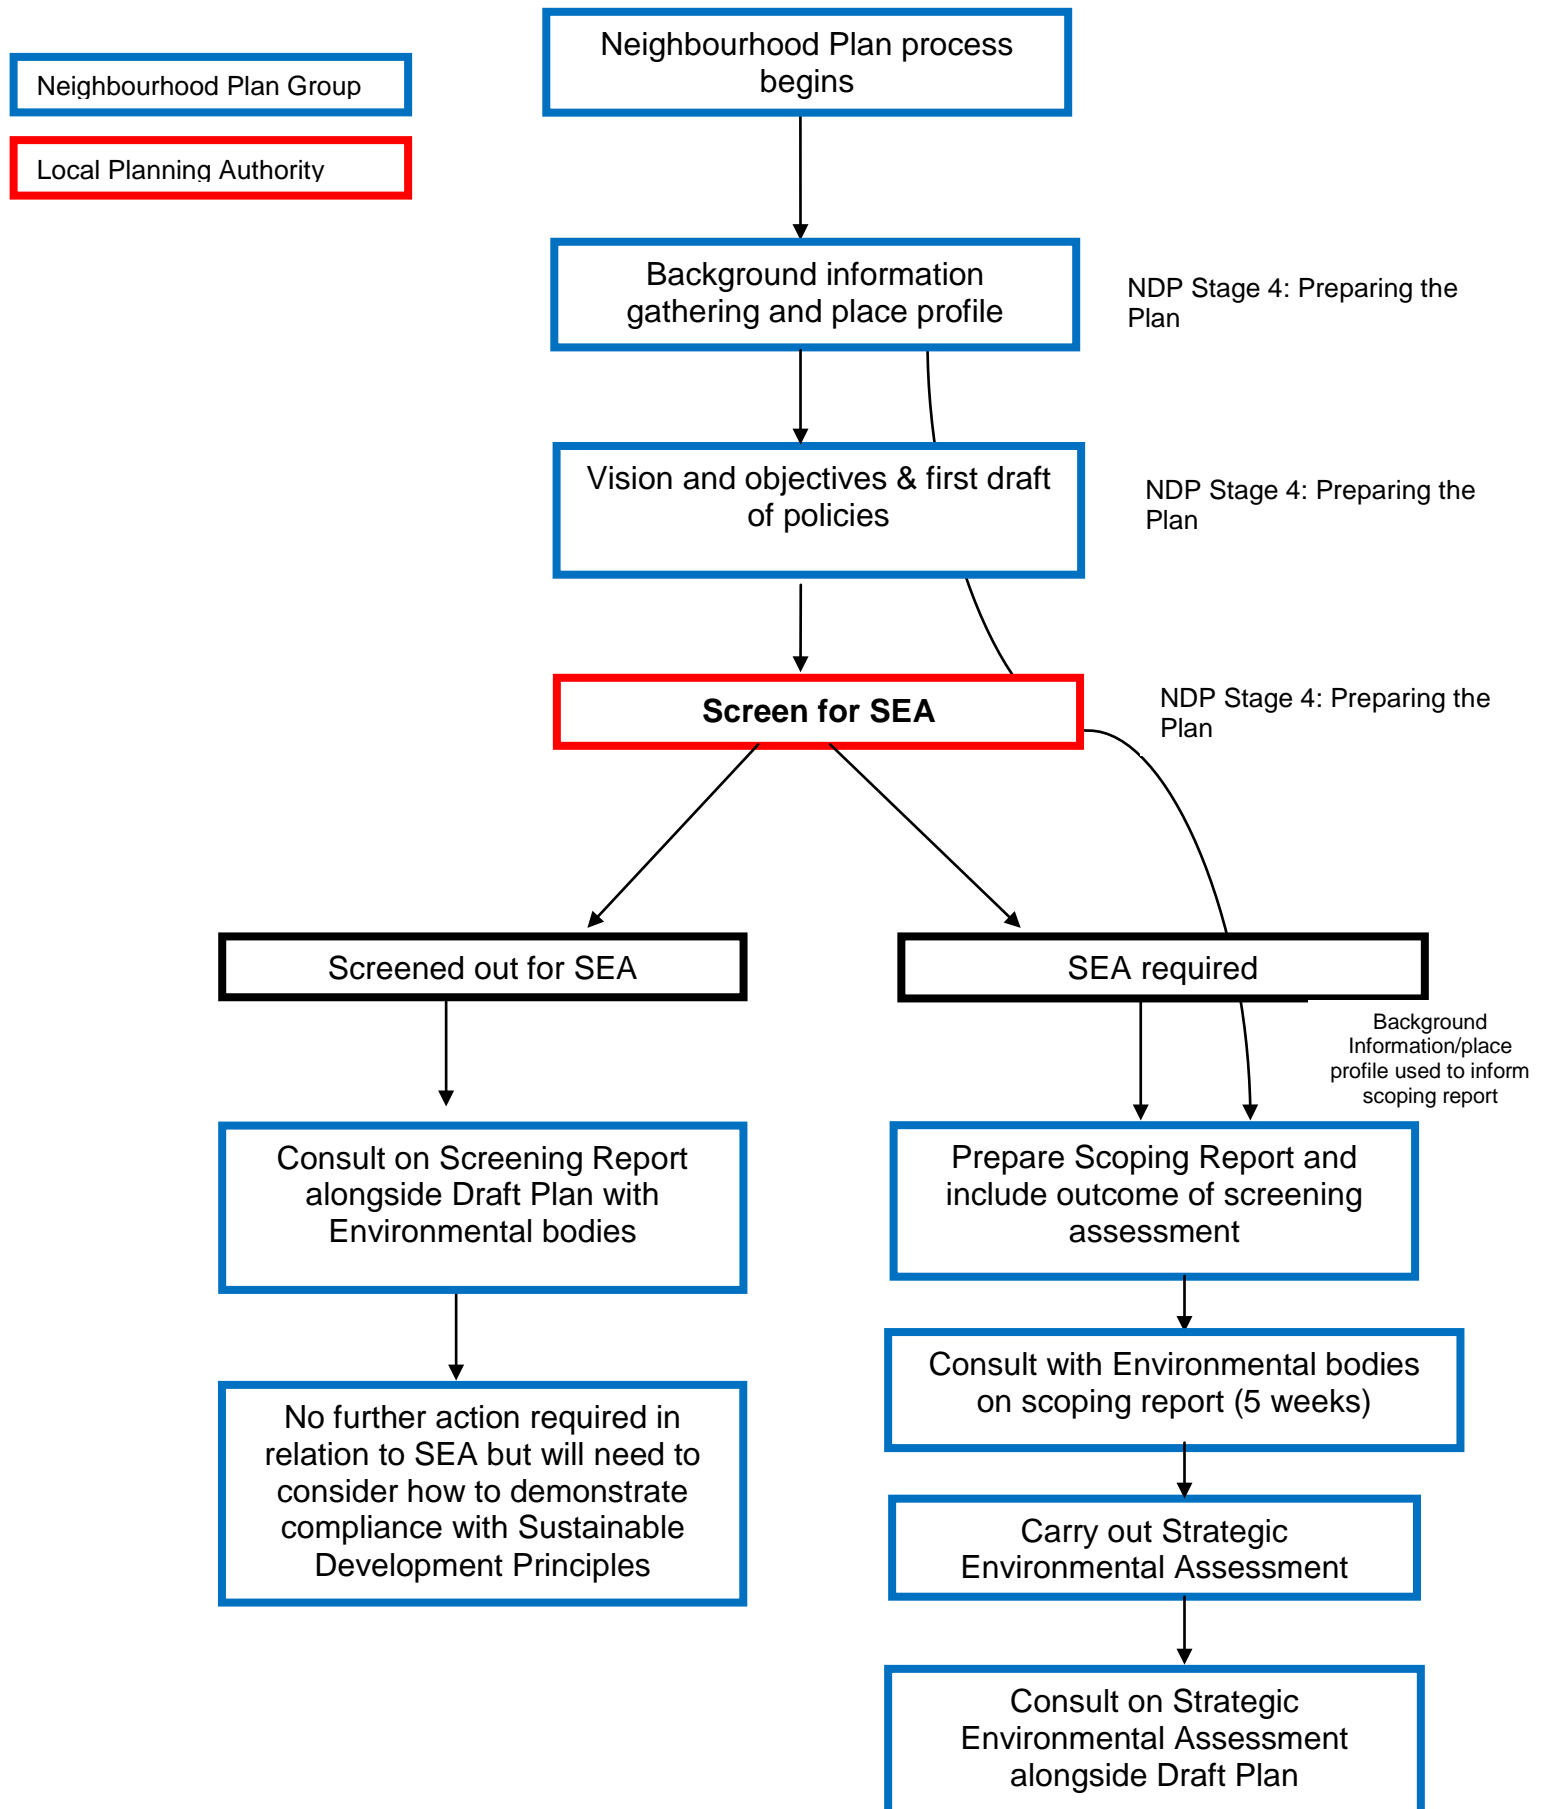 Neighbourhood Plan process
begins
Neighbourhood Plan Group
Local Planning Authority
Background information
gathering and place profile
NDP Stage 4: Preparing the
Plan
Vision and objectives & first draft
of policies
NDP Stage 4: Preparing the
Plan
Screen for SEA
NDP Stage 4: Preparing the
Plan
Screened out for SEA
SEA required
Background
Information/place
profile used to inform
scoping report
Consult on Screening Report
alongside Draft Plan with
Environmental bodies
Prepare Scoping Report and
include outcome of screening
assessment
Consult with Environmental bodies
on scoping report (5 weeks)
No further action required in
relation to SEA but will need to
consider how to demonstrate
compliance with Sustainable
Development Principles
Carry out Strategic
Environmental Assessment
Consult on Strategic
Environmental Assessment
alongside Draft Plan